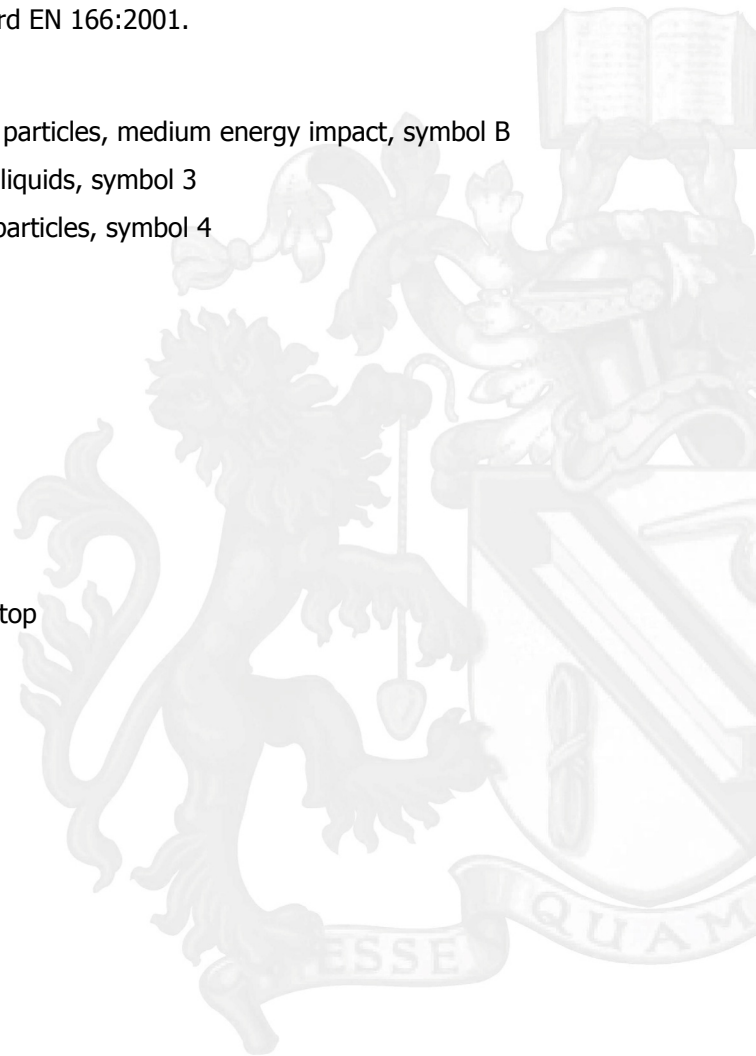 rd EN 166:2001.
particles, medium energy impact, symbol B
liquids, symbol 3
particles, symbol 4
top
ESSE
QUAM